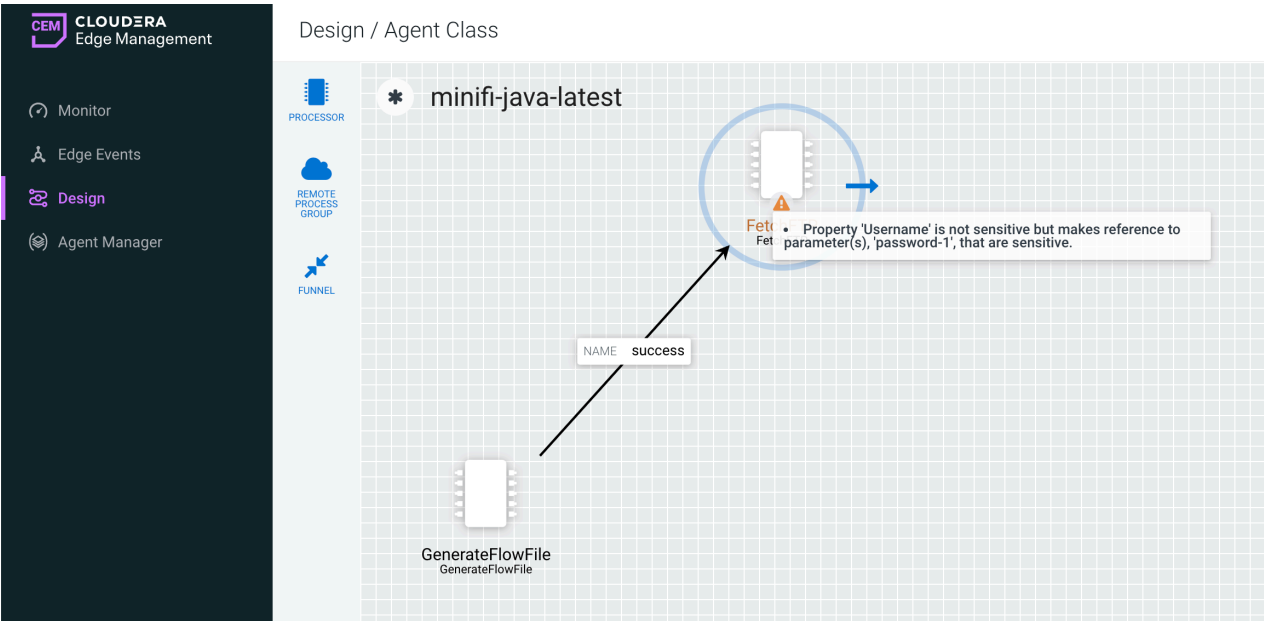 CEM
CLOUDERA
Edge Management
Design / Agent Class
Monitor
Edge Events
Design
Agent Manager
PROCESSOR
REMOTE
PROCESS
GROUP
FUNNEL
minifi-java-latest
• Property 'Username' is not sensitive but makes reference to
parameter(s), 'password-1', that are sensitive.
NAME success
GenerateFlowFile
GenerateFlowFile